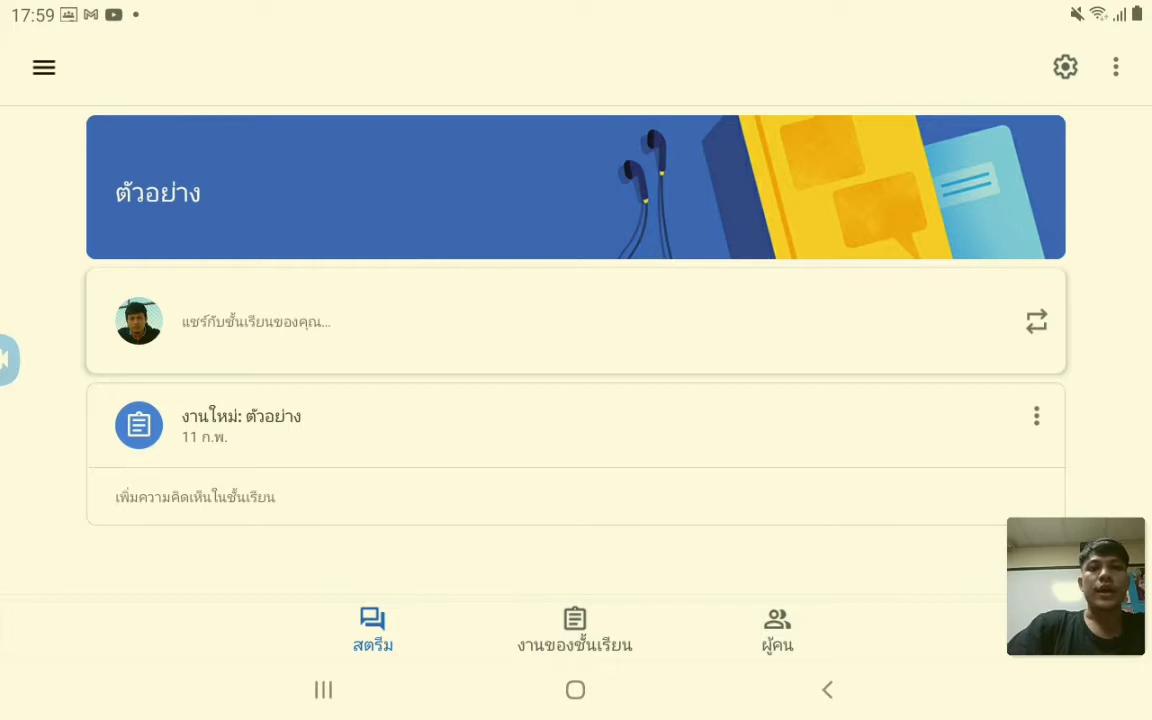 17:59
ตัวอย่าง
แชร์กับชั้นเรียนของคุณ...
งานใหม่: ตัวอย่าง
11 ก.พ.
เพิ่มความคิดเห็นในชั้นเรียน
สตรีม
งานของชั้นเรียน
ผู้คน